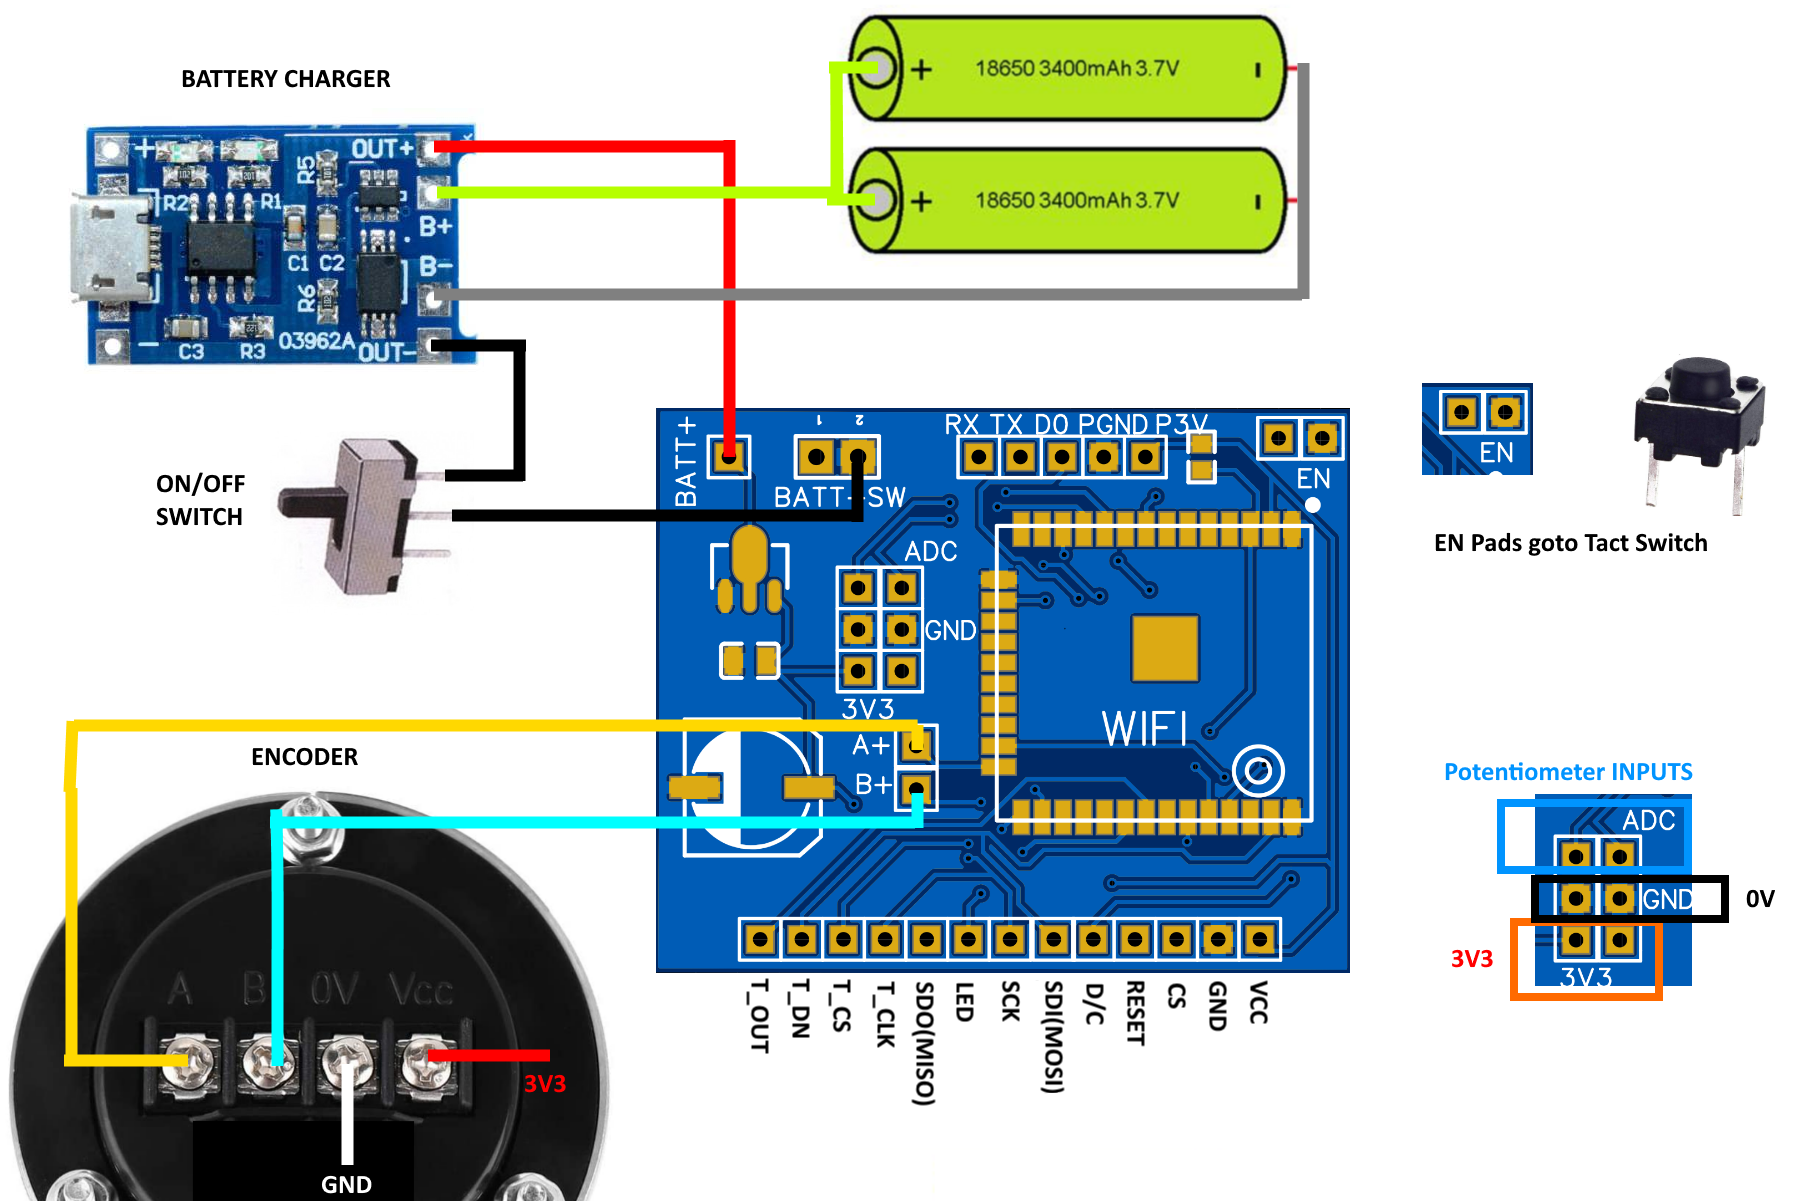 BATTERY CHARGER
18650 3400mAh 3.7V
+
-
18650 3400mAh 3.7V
+
-
+
R2
R1
R5
OUT+
B+
B-
C1
C2
R6
C3
R3
03962A
OUT-
-
ON/OFF
SWITCH
BATT+
1
2
BATT-SW
RX TX D0 PGND P3V
EN
ADC
GND
3V3
A+
B+
WIFI
T_OUT
T_DN
T_CS
T_CLK
SDO(MISO)
LED
SCK
SDI(MOSI)
D/C
RESET
CS
GND
VCC
EN
EN Pads goto Tact Switch
Potentiometer INPUTS
ADC
GND
0V
3V3
3V3
ENCODER
A
B
0V
Vcc
3V3
GND